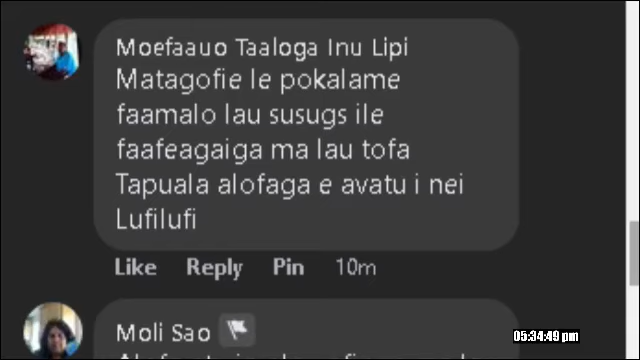 Moefaauo Taaloga Inu Lipi
Matagofie le pokalame
faamalo lau susugs ile
faafeagaiga ma lau tofa
Tapuala alofaga e avatu i nei
Lufilufi
Like Reply Pin 10m
Moli Sao
05:34:49 pm